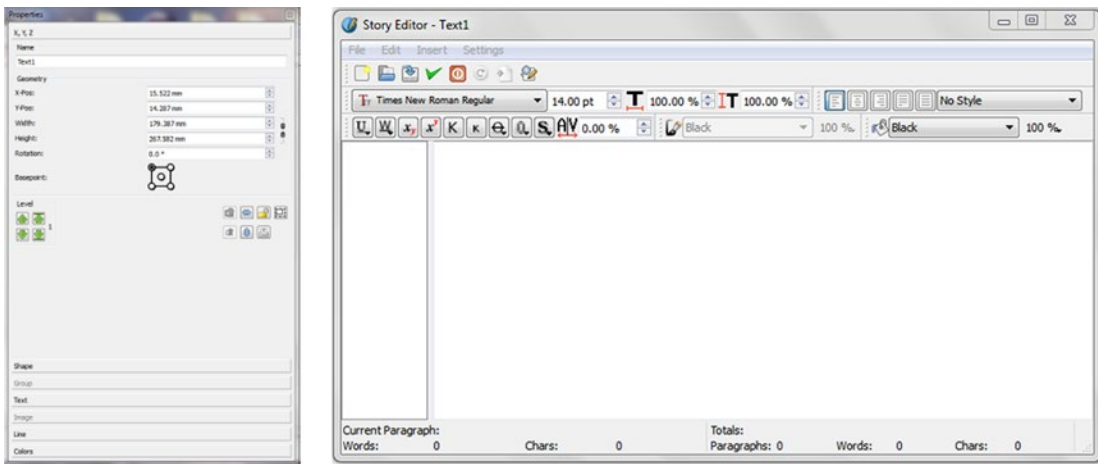 Properties
X, Y, Z
Name
Text1
Geometry
X-Pos: 15.522 mm
Y-Pos: 14.287 mm
Width: 179.387 mm
Height: 267.582 mm
Rotation: 0.0 °
Basepoint:
Level
1
Shape
Group
Text
Image
Line
Colors
Story Editor - Text1
File Edit Insert Settings
Times New Roman Regular 14.00 pt 100.00 % 100.00 % No Style
0.00 % Black 100 % Black 100 %
Current Paragraph: Totals:
Words: 0 Chars: 0 Paragraphs: 0 Words: 0 Chars: 0